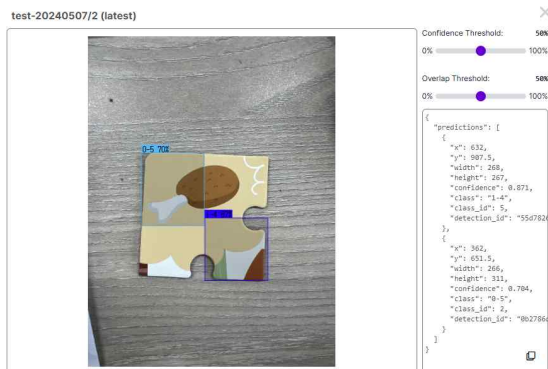 test-20240507/2 (latest)
Confidence Threshold: 50%
0% 100%
Overlap Threshold: 50%
0% 100%
0-5 70%
{
"predictions": [
{
"x": 632,
"y": 907.5,
"width": 268,
"height": 267,
"confidence": 0.871,
"class": "1-4",
"class_id": 5,
"detection_id": "55d782
},
{
"x": 362,
"y": 651.5,
"width": 266,
"height": 311,
"confidence": 0.704,
"class": "0-5",
"class_id": 2,
"detection_id": "0b2786
}
]
}